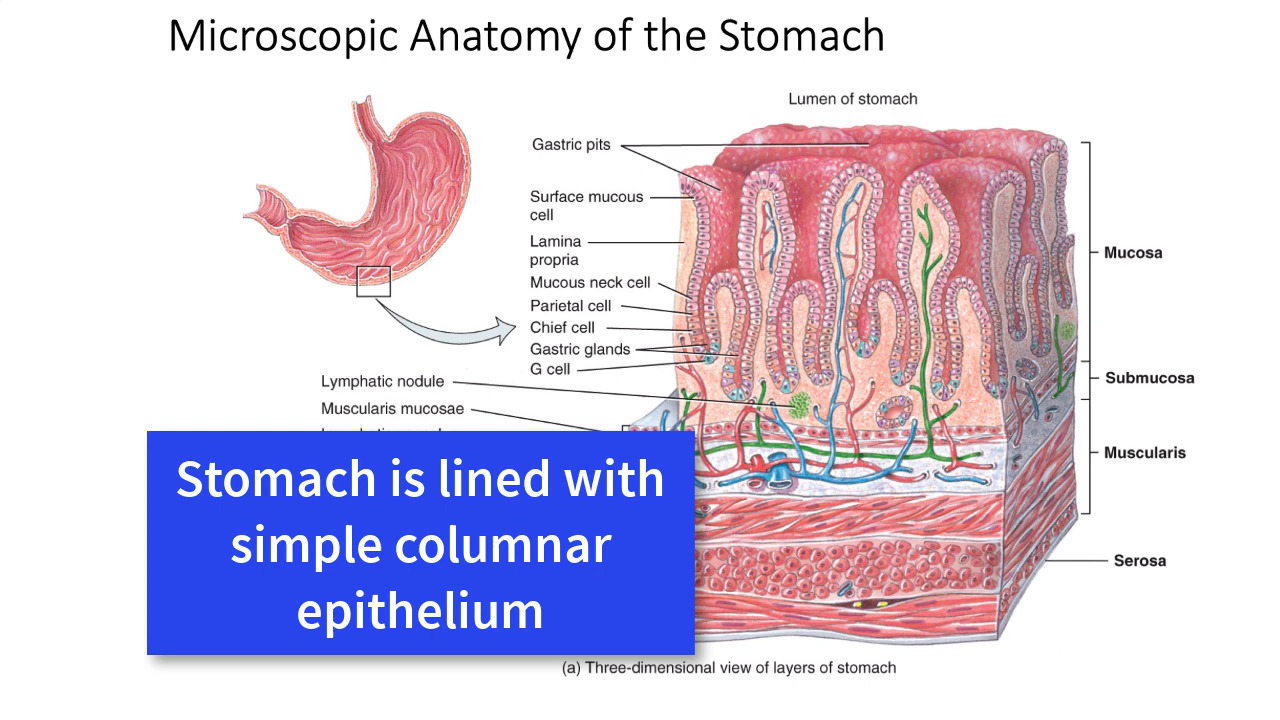 Microscopic Anatomy of the Stomach
Lumen of stomach
Gastric pits
Surface mucous
cell
Lamina
propria
Mucous neck cell
Parietal cell
Chief cell
Gastric glands
G cell
Lymphatic nodule
Muscularis mucosae
Mucosa
Submucosa
Muscularis
Serosa
Stomach is lined with
simple columnar
epithelium
(a) Three-dimensional view of layers of stomach